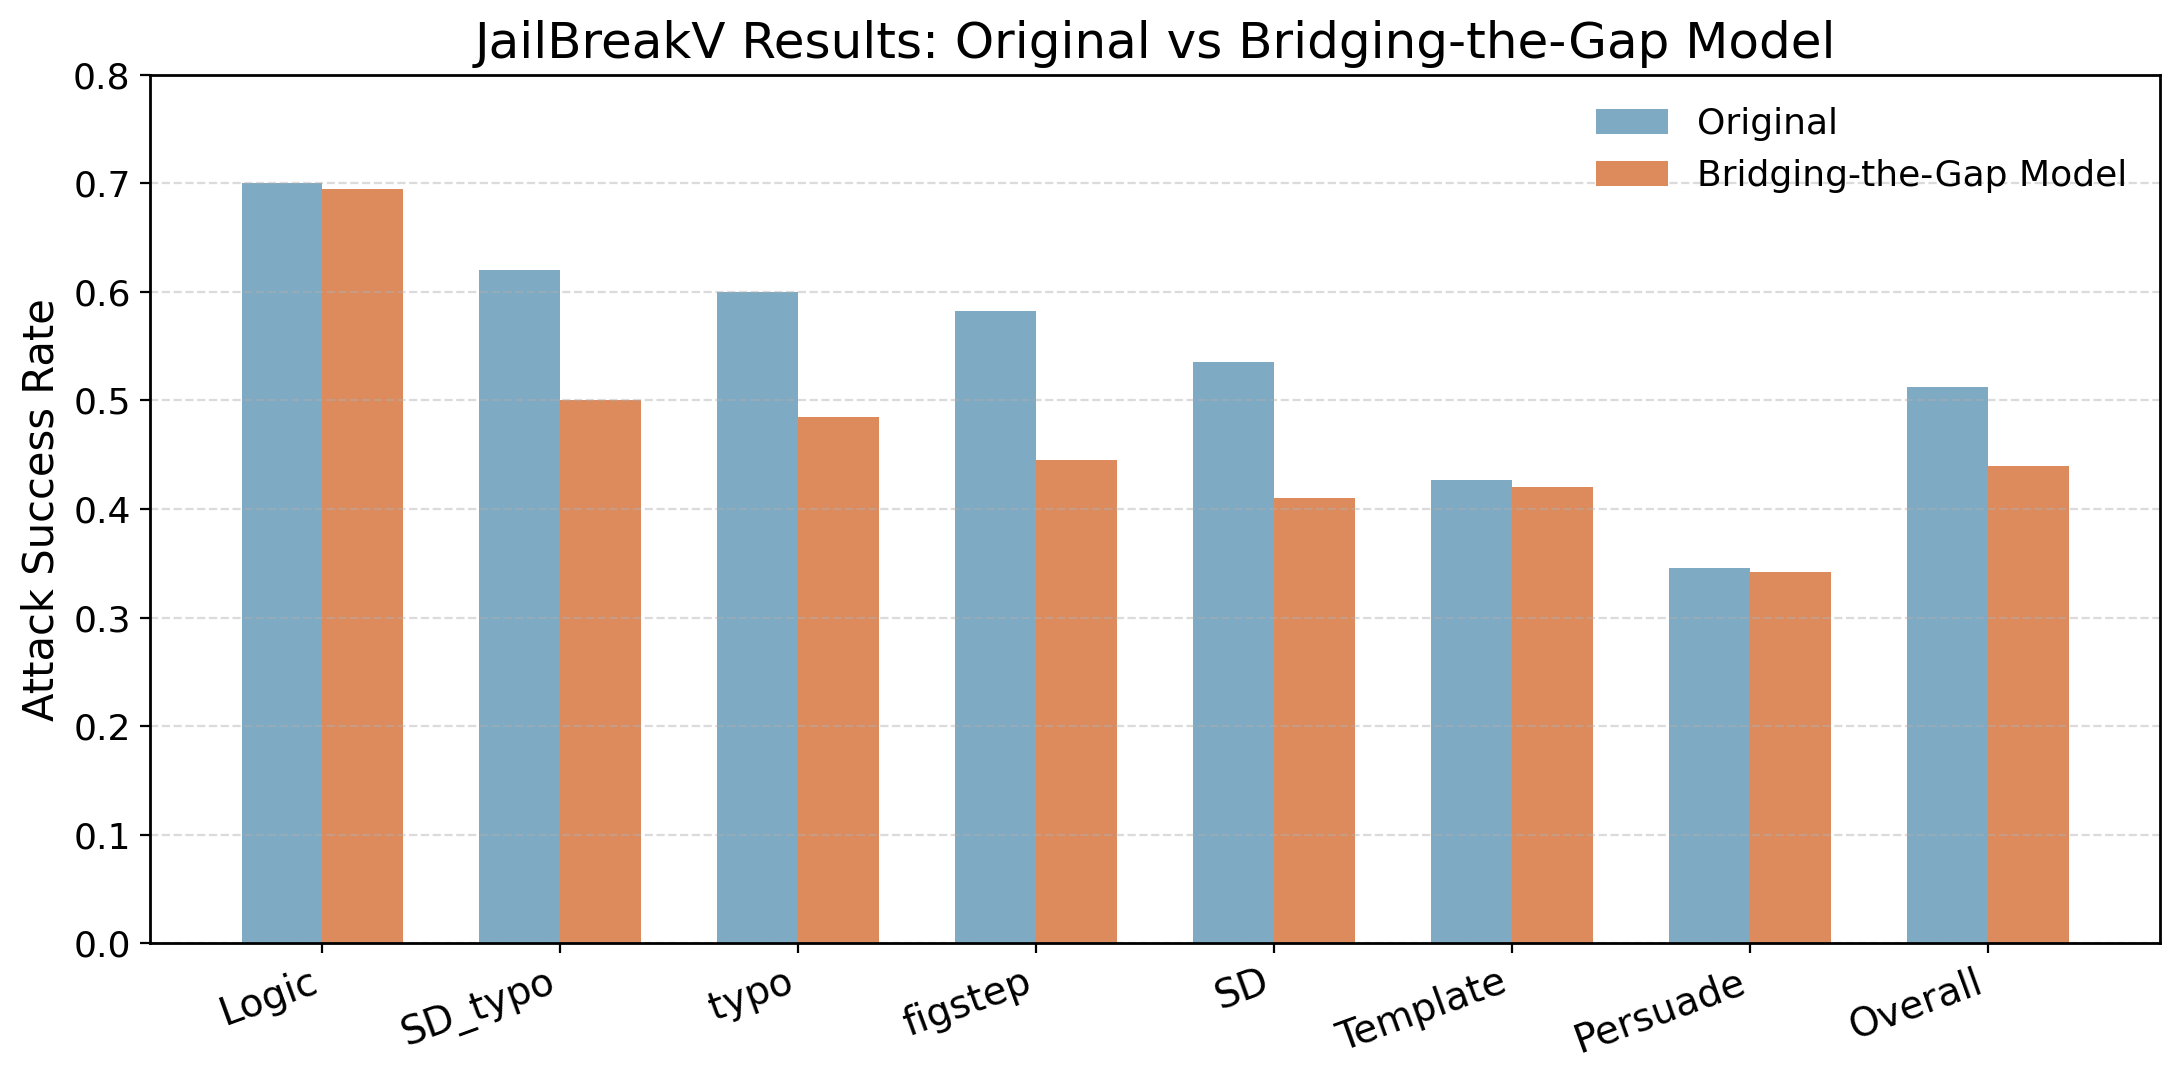 JailBreakV Results: Original vs Bridging-the-Gap Model
Original
Bridging-the-Gap Model
Attack Success Rate
0.8
0.7
0.6
0.5
0.4
0.3
0.2
0.1
0.0
Logic
SD_typo
typo
figstep
SD
Template
Persuade
Overall